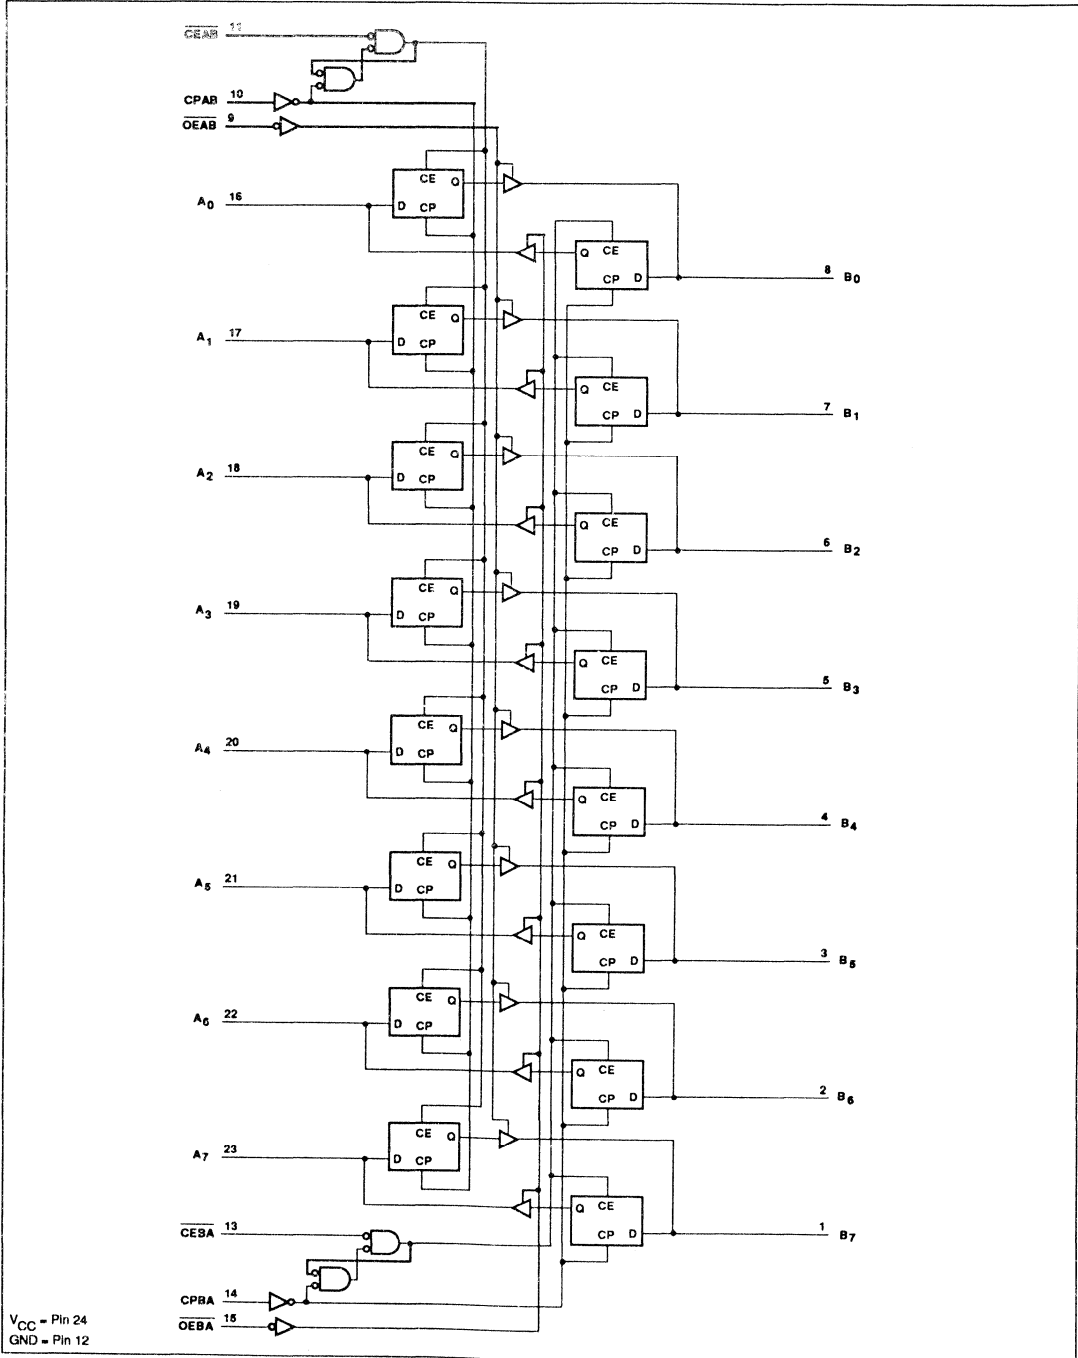 CEAB 11
CPAB 10
OEAB 9
CE Q
A0 16 D CP
Q CE
CP D 8 B0
CE Q
A1 17 D CP
Q CE
CP D 7 B1
CE Q
A2 18 D CP
Q CE
CP D 6 B2
CE Q
A3 19 D CP
Q CE
CP D 5 B3
CE Q
A4 20 D CP
Q CE
CP D 4 B4
CE Q
A5 21 D CP
Q CE
CP D 3 B5
CE Q
A6 22 D CP
Q CE
CP D 2 B6
CE Q
A7 23 D CP
Q CE
CP D 1 B7
CEBA 13
CPBA 14
OEBA 15
VCC = Pin 24
GND = Pin 12